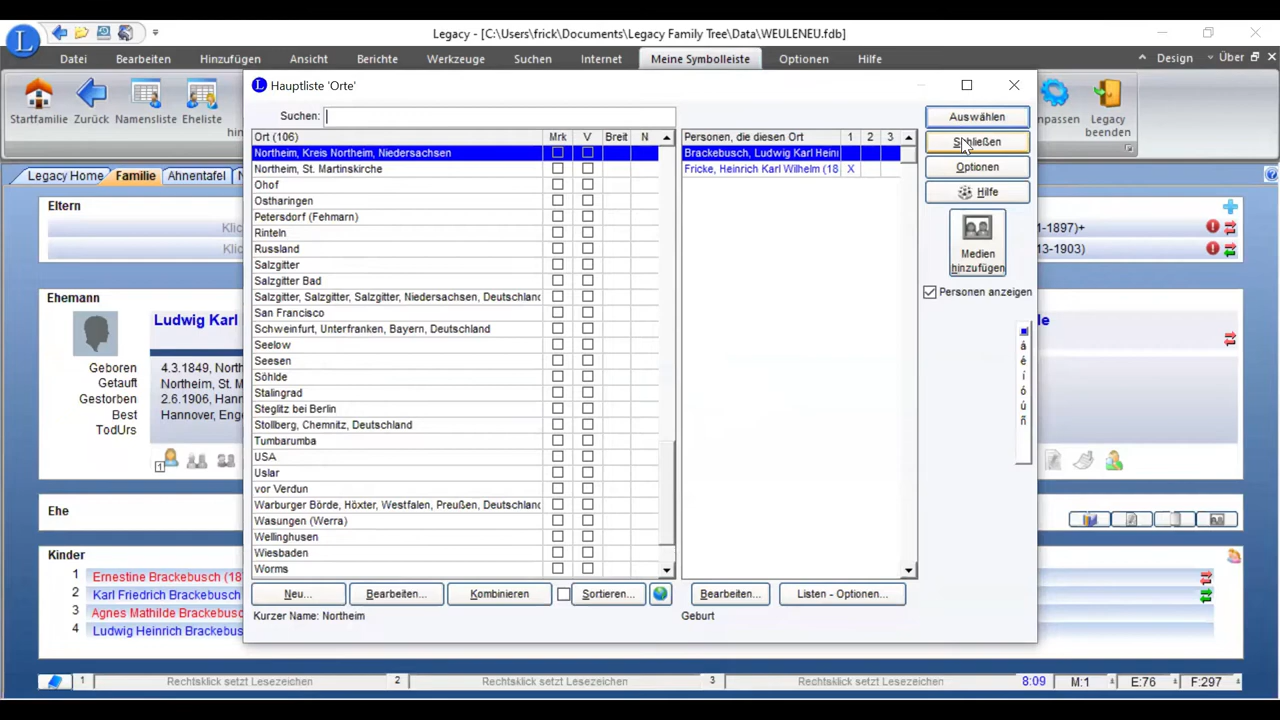 Legacy - [C:\Users\frick\Documents\Legacy Family Tree\Data\WEULENEU.fdb]
L
Datei Bearbeiten Hinzufügen Ansicht Berichte Werkzeuge Suchen Internet Meine Symbolleiste Optionen Hilfe Design Über
Startfamilie Zurück Namensliste Eheliste
hin
npassen Legacy beenden
Legacy Home Familie Ahnentafel N
Hauptliste 'Orte'
Suchen:
Ort (106) Mrk V Breit N
Northeim, Kreis Northeim, Niedersachsen
Northeim, St. Martinskirche
Ohof
Ostharingen
Petersdorf (Fehmarn)
Rinteln
Russland
Salzgitter
Salzgitter Bad
Salzgitter, Salzgitter, Salzgitter, Niedersachsen, Deutschland
San Francisco
Schweinfurt, Unterfranken, Bayern, Deutschland
Seelow
Seesen
Söhlde
Stalingrad
Steglitz bei Berlin
Stollberg, Chemnitz, Deutschland
Tumbarumba
USA
Uslar
vor Verdun
Warburger Börde, Höxter, Westfalen, Preußen, Deutschland
Wasungen (Werra)
Wellinghusen
Wiesbaden
Worms
Neu... Bearbeiten... Kombinieren Sortieren...
Kurzer Name: Northeim
Personen, die diesen Ort 1 2 3
Brackebusch, Ludwig Karl Heinr
Fricke, Heinrich Karl Wilhelm (18 X
Bearbeiten... Listen - Optionen...
Geburt
Auswählen
Schließen
Optionen
Hilfe
Medien
hinzufügen
Personen anzeigen
á
é
í
ó
ú
ñ
Eltern
Klic
Klic
1-1897)+
13-1903)
Ehemann
Ludwig Karl
le
Geboren 4.3.1849, North
Getauft Northeim, St. M
Gestorben 2.6.1906, Hann
Best Hannover, Enge
TodUrs
1
Ehe
Kinder
1 Ernestine Brackebusch (18
2 Karl Friedrich Brackebus
3 Agnes Mathilde Brackebus
4 Ludwig Heinrich Brackebus
1 Rechtsklick setzt Lesezeichen 2 Rechtsklick setzt Lesezeichen 3 Rechtsklick setzt Lesezeichen 8:09 M:1 E:76 F:297